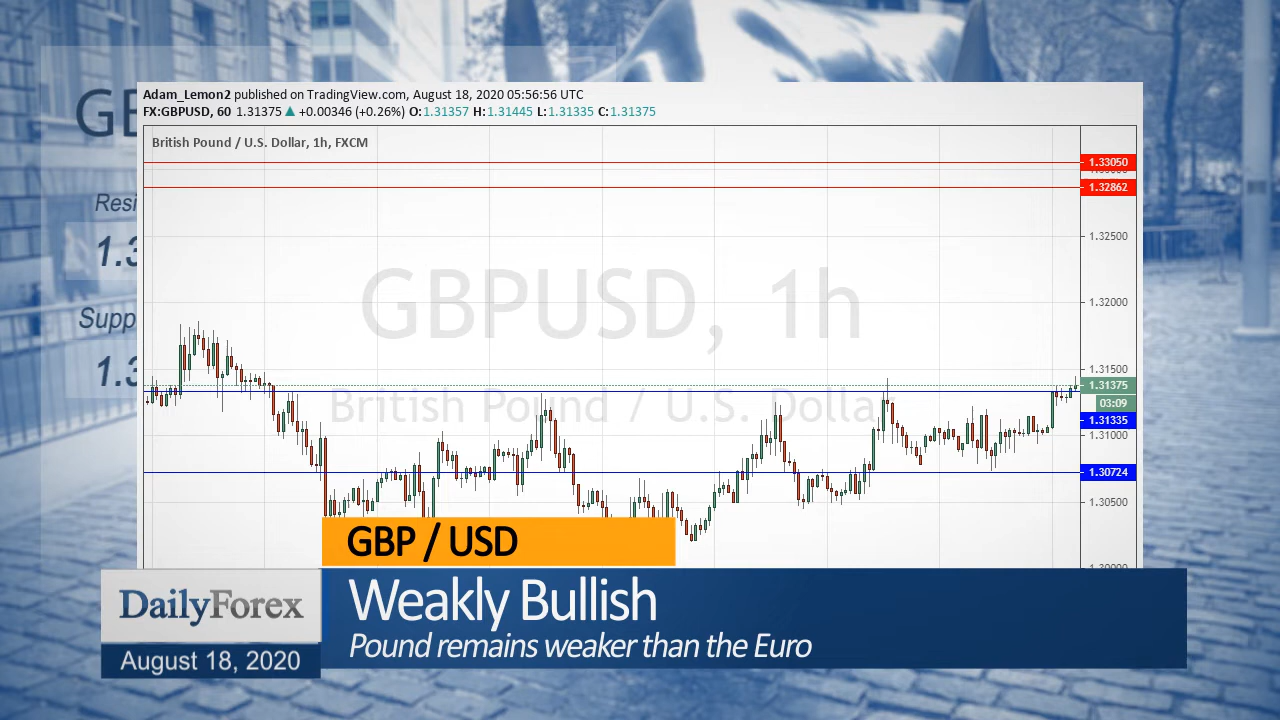 Adam_Lemon2 published on TradingView.com, August 18, 2020 05:56:56 UTC
FX:GBPUSD, 60 1.31375 ▲ +0.00346 (+0.26%) O:1.31357 H:1.31445 L:1.31335 C:1.31375
British Pound / U.S. Dollar, 1h, FXCM
GB
Resi
1.3
Supp
1.3
GBPUSD, 1h
British Pound / U.S. Dollar
1.33050
1.32862
1.32500
1.32000
1.31500
1.31375
03:09
1.31335
1.31000
1.30724
1.30500
GBP / USD
DailyForex
August 18, 2020
Weakly Bullish
Pound remains weaker than the Euro